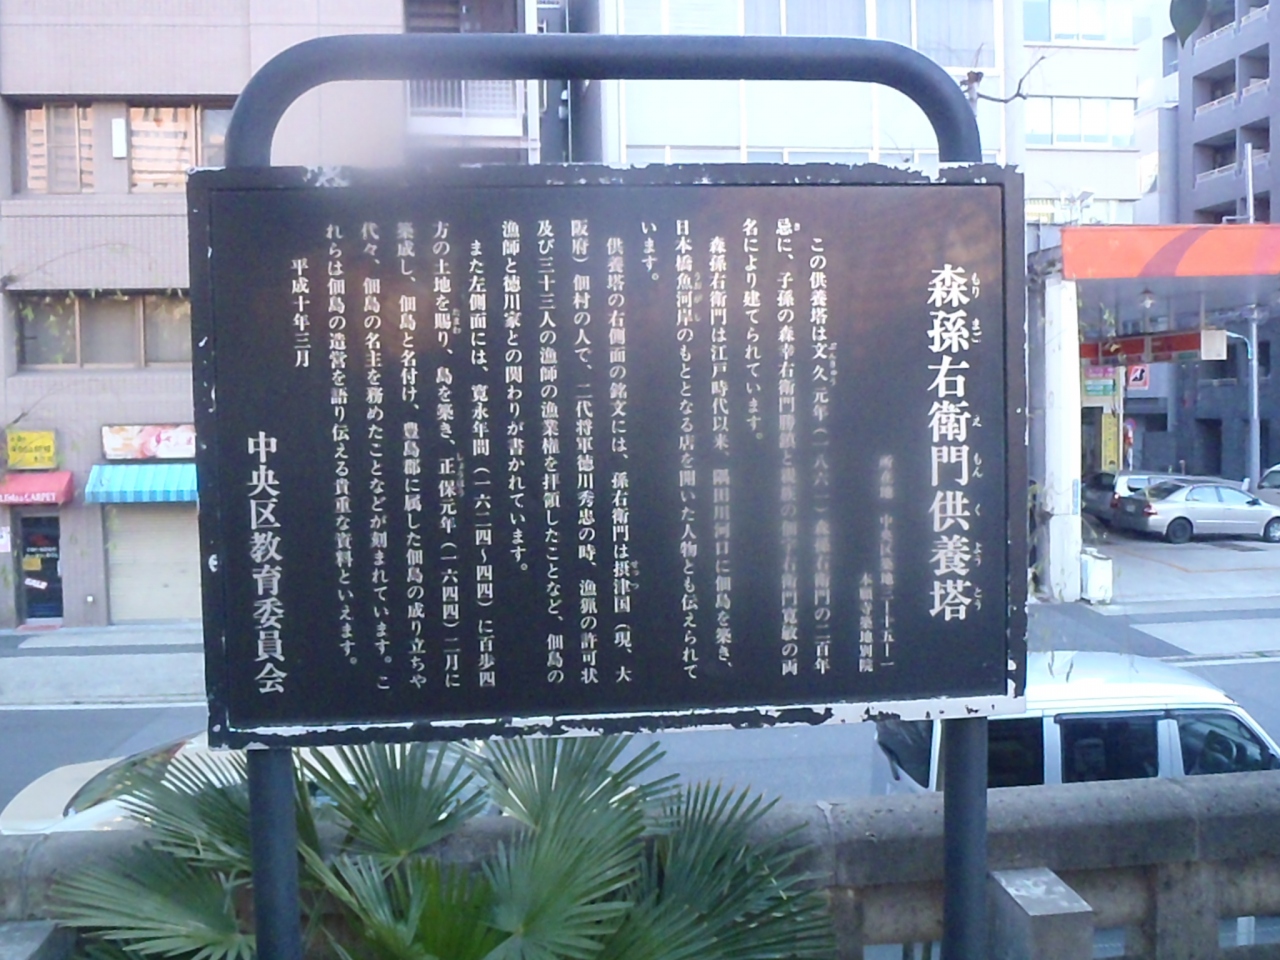 森孫右衛門供養塔
所在地 中央区築地三―十五―一
本願寺築地別院
この供養塔は文久元年（一八六一）森孫右衛門の二百年
忌に、子孫の森幸右衛門勝鎮と親族の佃
名により建てられています。
森孫右衛門は江戸時代以来、隅田川河口に佃島を築き、
日本橋魚河岸のもととなる店を開いた人物とも伝えられて
います。
供養塔の右側面の銘文には、孫右衛門は摂津国（現、大
阪府）佃村の人で、二代将軍徳川秀忠の時、漁猟の許可状
及び三十三人の漁師の漁業権を拝領したことなど、佃島の
漁師と徳川家との関わりが書かれています。
また左側面には、寛永年間（一六二四～四四）に百歩四
方の土地を賜り、島を築き、正保元年（一六四四）二月に
築成し、佃島と名付け、豊島郡に属した佃島の成り立ちや
代々、佃島の名主を務めたことなどが刻まれています。こ
れらは佃島の造営を語り伝える貴重な資料といえます。
平成十年三月
中央区教育委員会